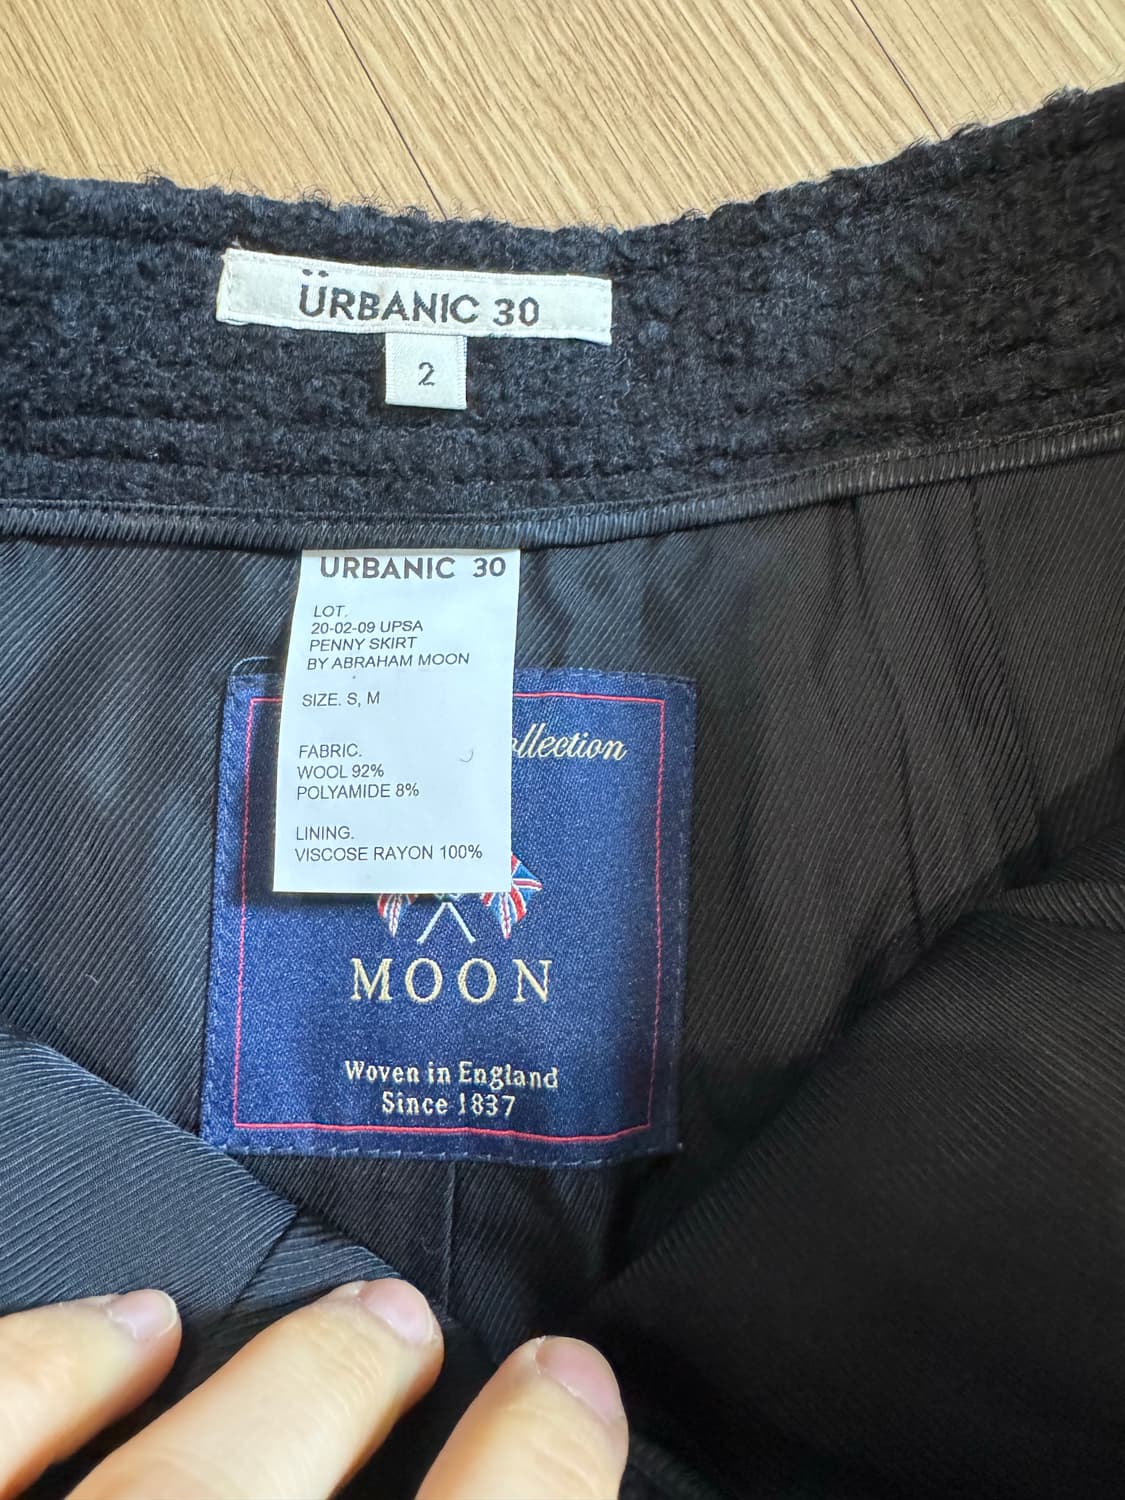 ÜRBANIC 30
2
URBANIC 30
LOT.
20-02-09 UPSA
PENNY SKIRT
BY ABRAHAM MOON
SIZE. S, M
FABRIC.
WOOL 92%
POLYAMIDE 8%
LINING.
VISCOSE RAYON 100%
MOON
Woven in England
Since 1837